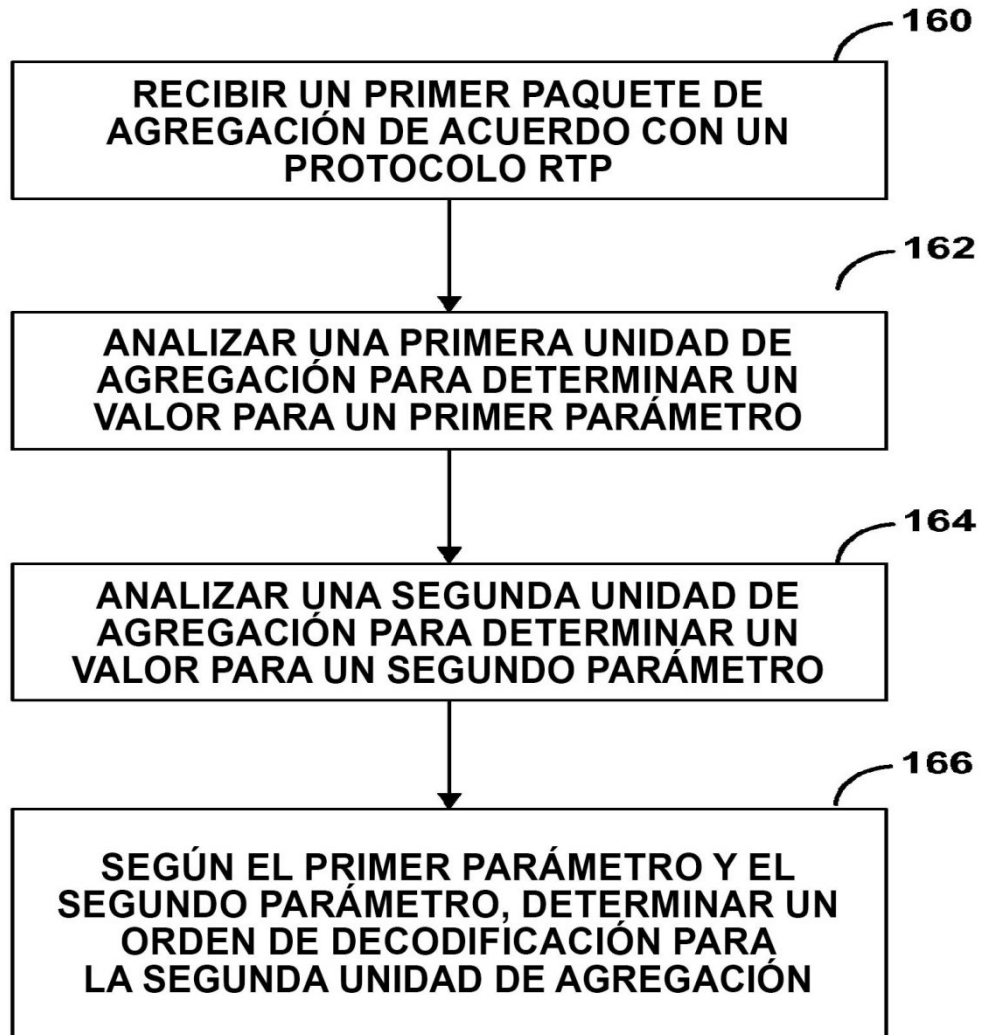 160
RECIBIR UN PRIMER PAQUETE DE
AGREGACIÓN DE ACUERDO CON UN
PROTOCOLO RTP
162
ANALIZAR UNA PRIMERA UNIDAD DE
AGREGACIÓN PARA DETERMINAR UN
VALOR PARA UN PRIMER PARÁMETRO
164
ANALIZAR UNA SEGUNDA UNIDAD DE
AGREGACIÓN PARA DETERMINAR UN
VALOR PARA UN SEGUNDO PARÁMETRO
166
SEGÚN EL PRIMER PARÁMETRO Y EL
SEGUNDO PARÁMETRO, DETERMINAR UN
ORDEN DE DECODIFICACIÓN PARA
LA SEGUNDA UNIDAD DE AGREGACIÓN